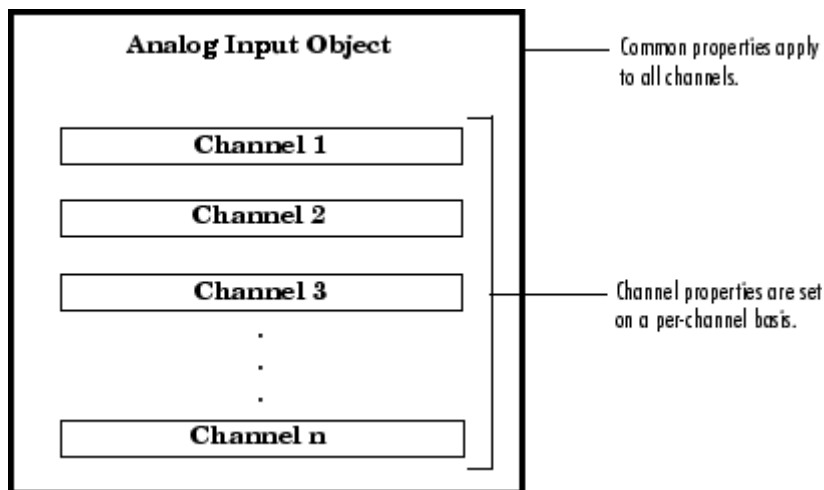 Analog Input Object
Common properties apply
to all channels.
Channel 1
Channel 2
Channel 3
Channel properties are set
on a per-channel basis.
.
.
.
Channel n